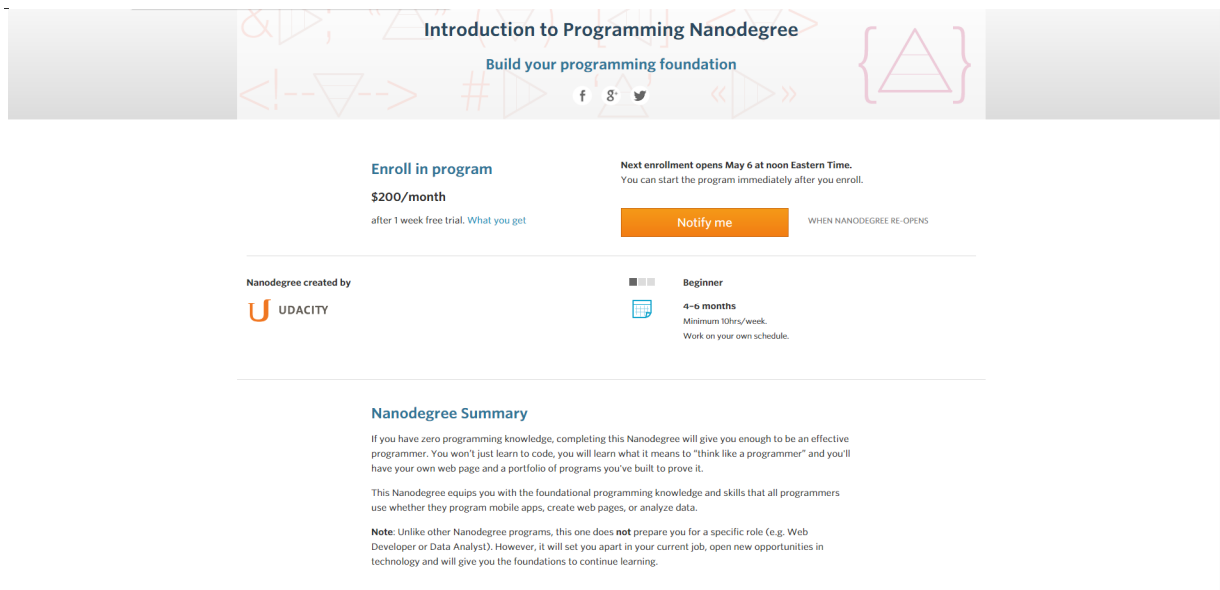 Introduction to Programming Nanodegree
Build your programming foundation
Enroll in program
$200/month
after 1 week free trial. What you get
Next enrollment opens May 6 at noon Eastern Time.
You can start the program immediately after you enroll.
Notify me
WHEN NANODEGREE RE-OPENS
Nanodegree created by
UDACITY
Beginner
4–6 months
Minimum 10hrs/week.
Work on your own schedule.
Nanodegree Summary
If you have zero programming knowledge, completing this Nanodegree will give you enough to be an effective
programmer. You won't just learn to code, you will learn what it means to “think like a programmer” and you'll
have your own web page and a portfolio of programs you've built to prove it.
This Nanodegree equips you with the foundational programming knowledge and skills that all programmers
use whether they program mobile apps, create web pages, or analyze data.
Note: Unlike other Nanodegree programs, this one does not prepare you for a specific role (e.g. Web
Developer or Data Analyst). However, it will set you apart in your current job, open new opportunities in
technology and will give you the foundations to continue learning.